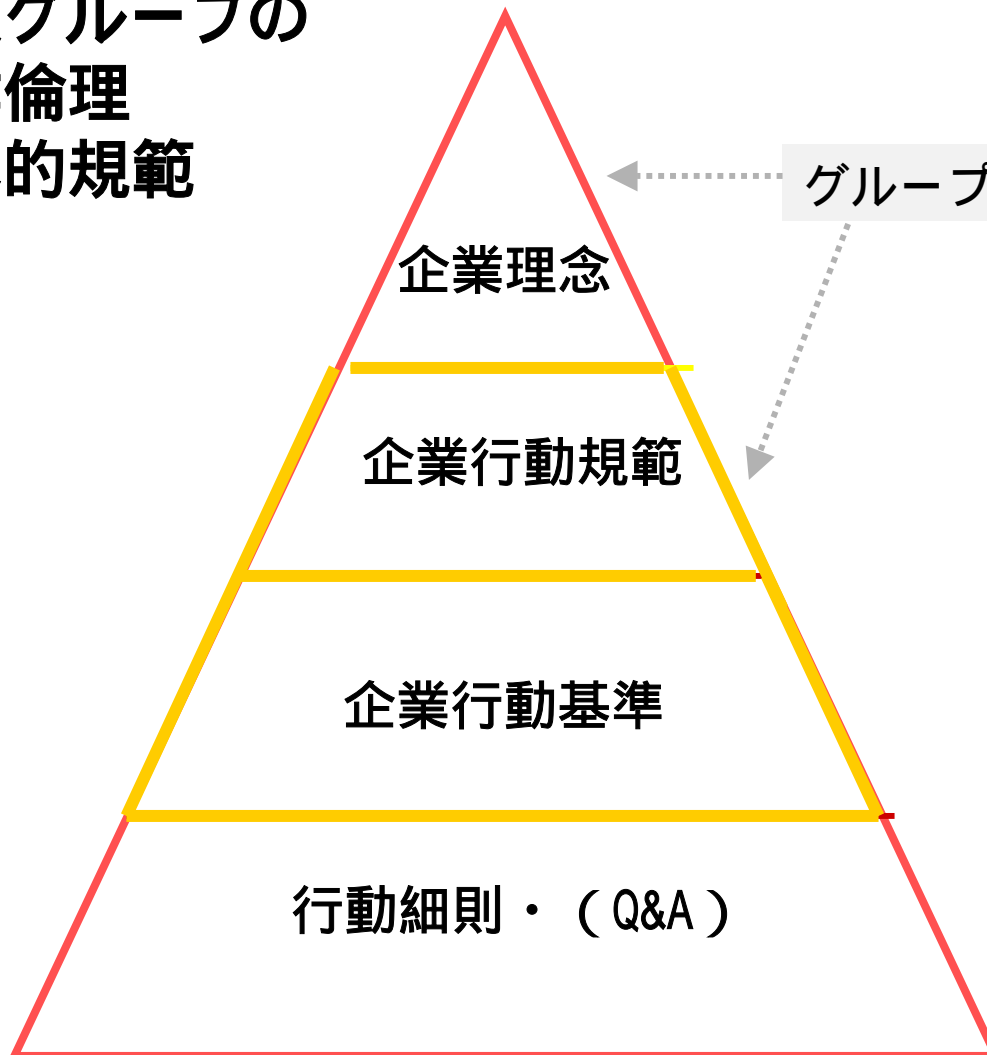 グループの
倫理
的規範
グループ
企業理念
企業行動規範
企業行動基準
行動細則・（Q&A）